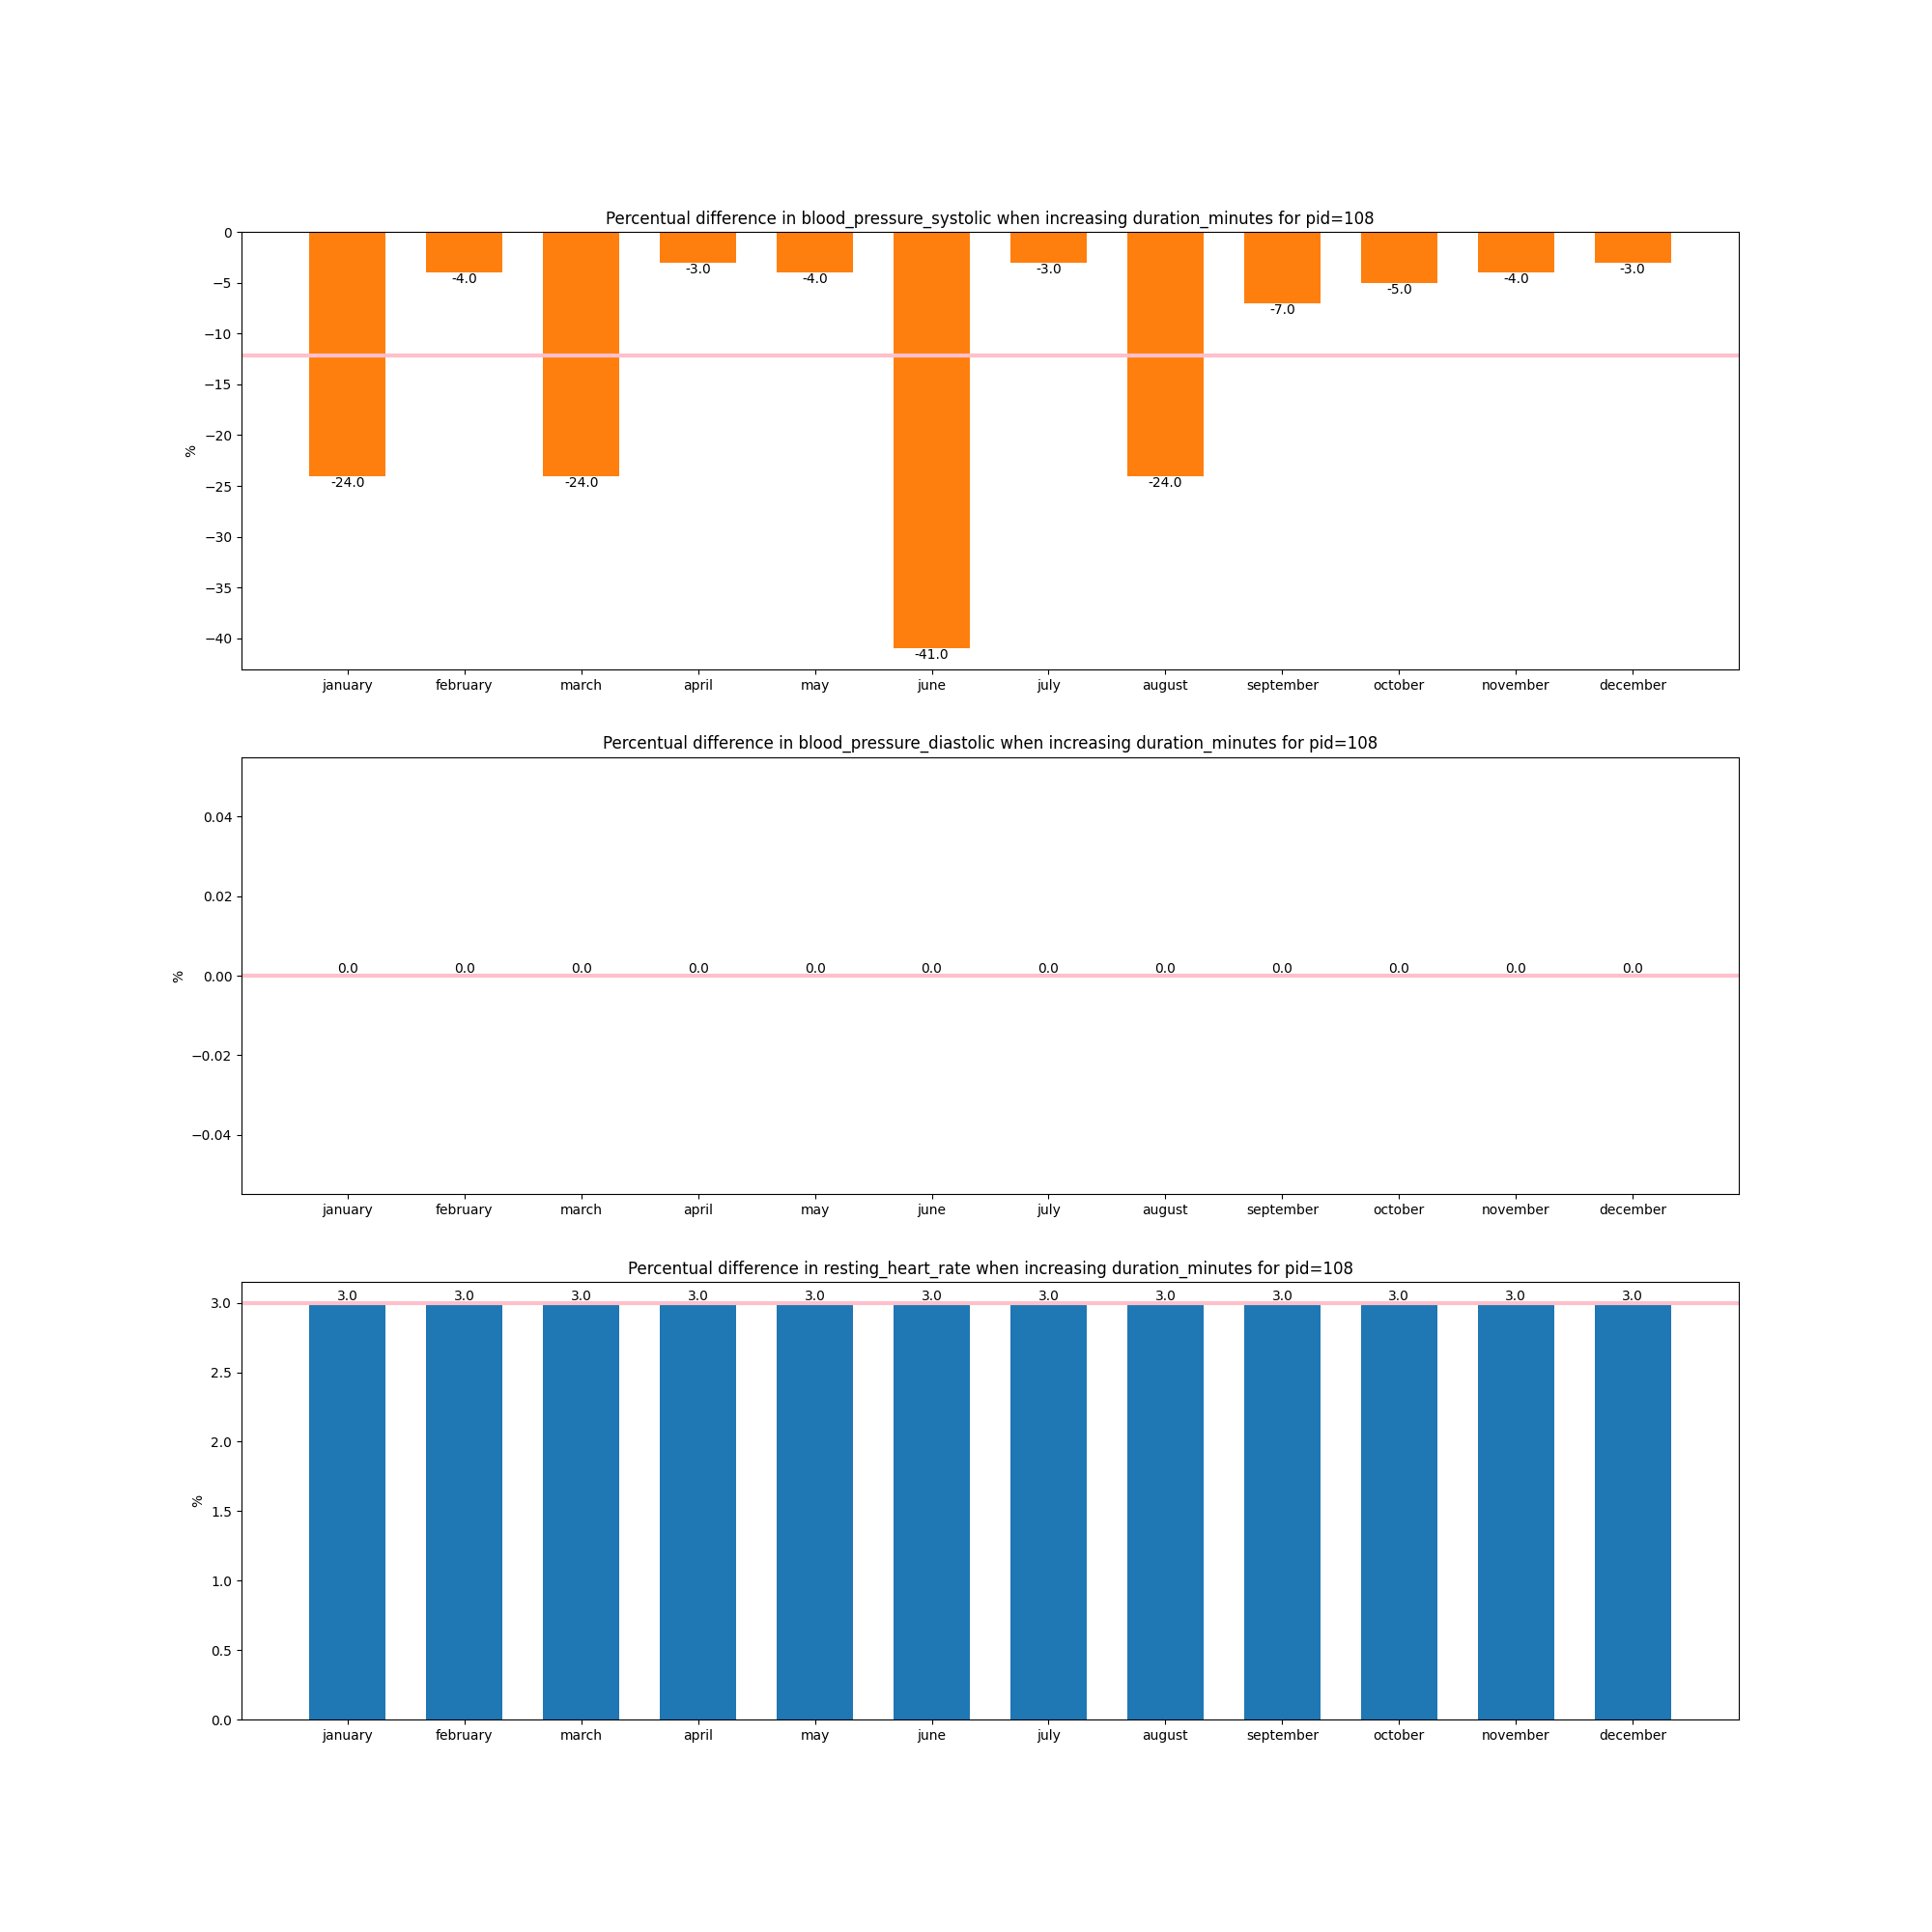 Percentual difference in blood_pressure_systolic when increasing duration_minutes for pid=108
0
−5
−10
−15
−20
−25
−30
−35
−40
%
-24.0 -4.0 -24.0 -3.0 -4.0 -41.0 -3.0 -24.0 -7.0 -5.0 -4.0 -3.0
january february march april may june july august september october november december
Percentual difference in blood_pressure_diastolic when increasing duration_minutes for pid=108
0.04
0.02
0.00
−0.02
−0.04
%
0.0 0.0 0.0 0.0 0.0 0.0 0.0 0.0 0.0 0.0 0.0 0.0
january february march april may june july august september october november december
Percentual difference in resting_heart_rate when increasing duration_minutes for pid=108
3.0
2.5
2.0
1.5
1.0
0.5
0.0
%
3.0 3.0 3.0 3.0 3.0 3.0 3.0 3.0 3.0 3.0 3.0 3.0
january february march april may june july august september october november december